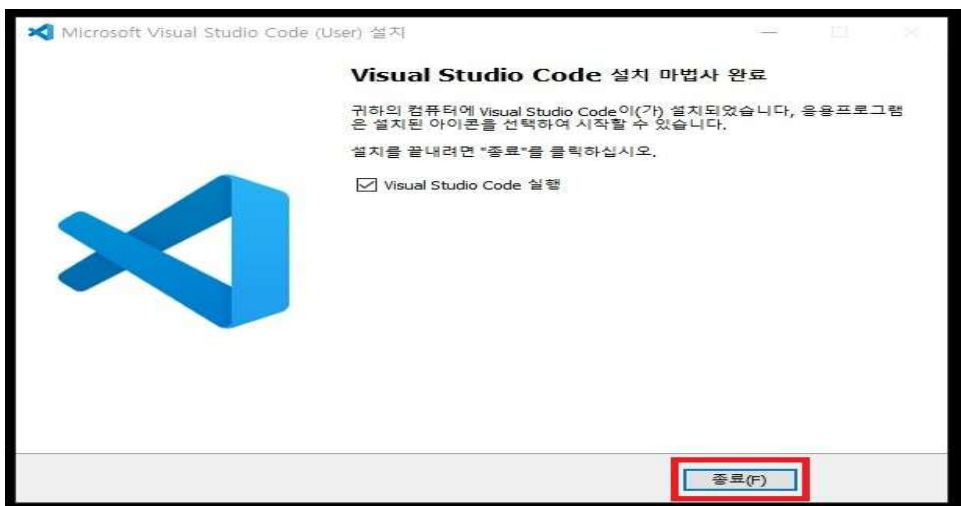 Microsoft Visual Studio Code (User) 설치
Visual Studio Code 설치 마법사 완료
귀하의 컴퓨터에 Visual Studio Code이(가) 설치되었습니다, 응용프로그램
은 설치된 아이콘을 선택하여 시작할 수 있습니다.
설치를 끝내려면 "종료"를 클릭하십시오.
Visual Studio Code 실행
종료(F)